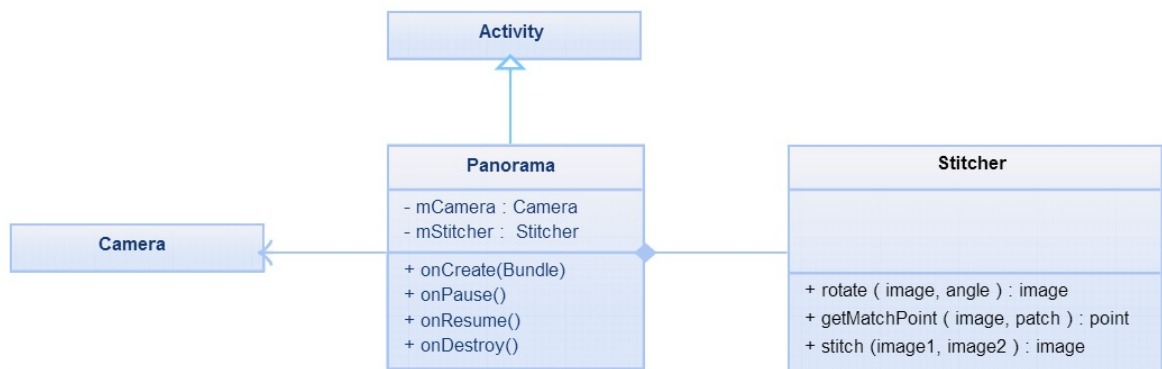 Activity
Panorama
- mCamera : Camera
- mStitcher :  Stitcher
+ onCreate(Bundle)
+ onPause()
+ onResume()
+ onDestroy()
Camera
Stitcher
+ rotate ( image, angle ) : image
+ getMatchPoint ( image, patch ) : point
+ stitch (image1, image2 ) : image